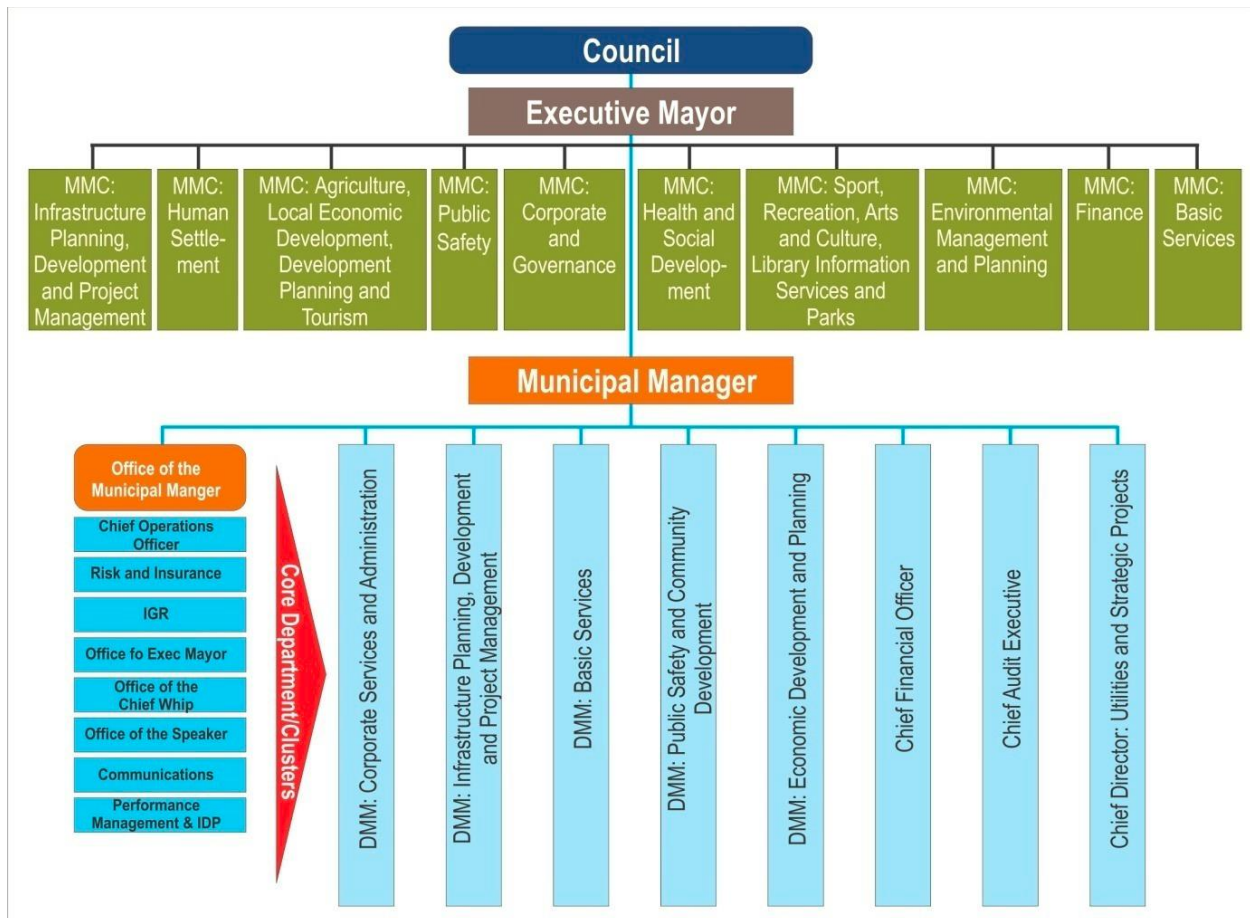 Council
Executive Mayor
MMC:
Infrastructure
Planning,
Development
and Project
Management
MMC:
Human
Settle-
ment
MMC: Agriculture,
Local Economic
Development,
Development
Planning and
Tourism
MMC:
Public
Safety
MMC:
Corporate
and
Governance
MMC:
Health and
Social
Develop-
ment
MMC: Sport,
Recreation, Arts
and Culture,
Library Information
Services and
Parks
MMC:
Environmental
Management
and Planning
MMC:
Finance
MMC:
Basic
Services
Municipal Manager
Office of the
Municipal Manger
Chief Operations
Officer
Risk and Insurance
IGR
Office fo Exec Mayor
Office of the
Chief Whip
Office of the Speaker
Communications
Performance
Management & IDP
Core Department/Clusters
DMM: Corporate Services and Administration
DMM: Infrastructure Planning, Development
and Project Management
DMM: Basic Services
DMM: Public Safety and Community
Development
DMM: Economic Development and Planning
Chief Financial Officer
Chief Audit Executive
Chief Director: Utilities and Strategic Projects